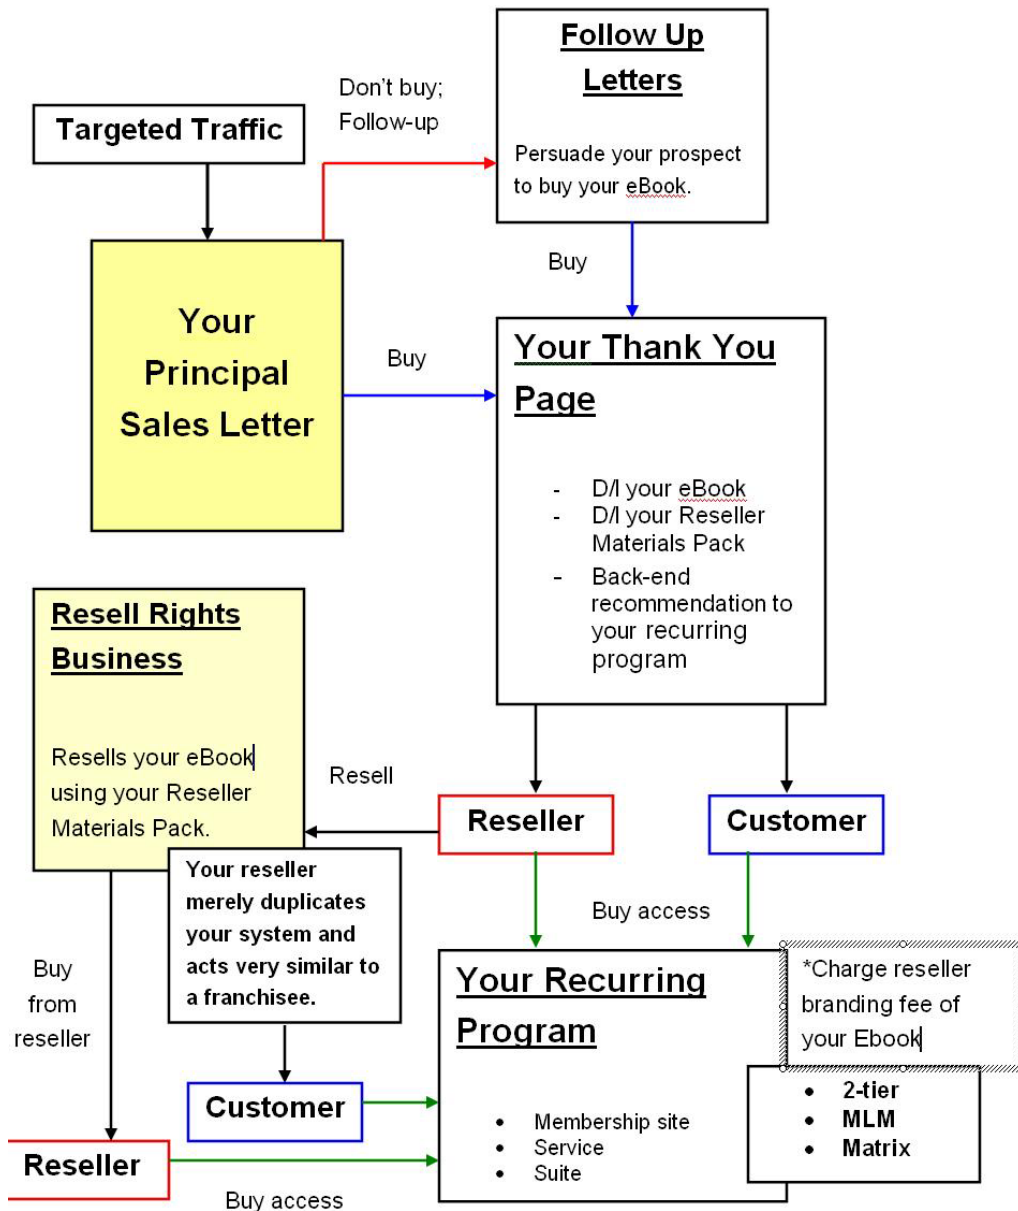 Follow Up
Letters
Persuade your prospect
to buy your eBook.
Don't buy;
Follow-up
Targeted Traffic
Buy
Your
Principal
Sales Letter
Buy
Your Thank You
Page
- D/l your eBook
- D/l your Reseller
Materials Pack
- Back-end
recommendation to
your recurring
program
Resell Rights
Business
Resells your eBook
using your Reseller
Materials Pack.
Resell
Reseller
Customer
Your reseller
merely duplicates
your system and
acts very similar to
a franchisee.
Buy access
Buy
from
reseller
Your Recurring
Program
• Membership site
• Service
• Suite
*Charge reseller
branding fee of
your Ebook
• 2-tier
• MLM
• Matrix
Customer
Reseller
Buy access